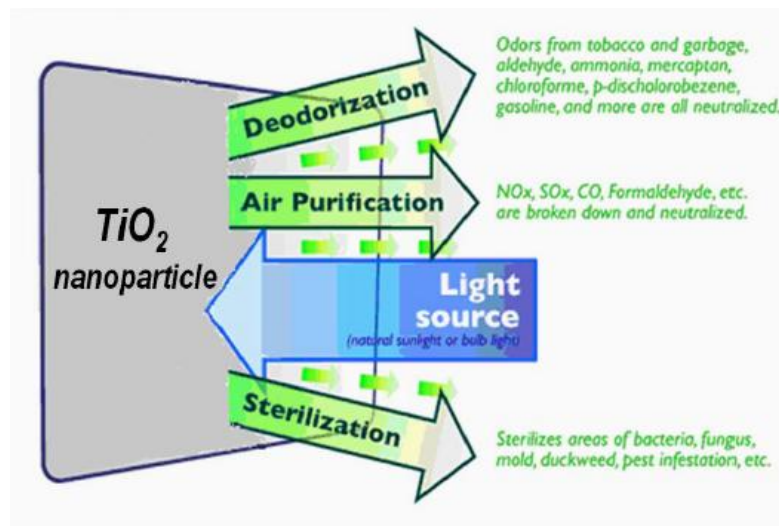 Odors from tobacco and garbage,
aldehyde, ammonia, mercaptan,
chloroforme, p-discholorobezene,
gasoline, and more are all neutralized.
Deodorization
Air Purification
NOx, SOx, CO, Formaldehyde, etc.
are broken down and neutralized.
TiO₂
nanoparticle
Light
source
(natural sunlight or bulb light)
Sterilization
Sterilizes areas of bacteria, fungus,
mold, duckweed, pest infestation, etc.